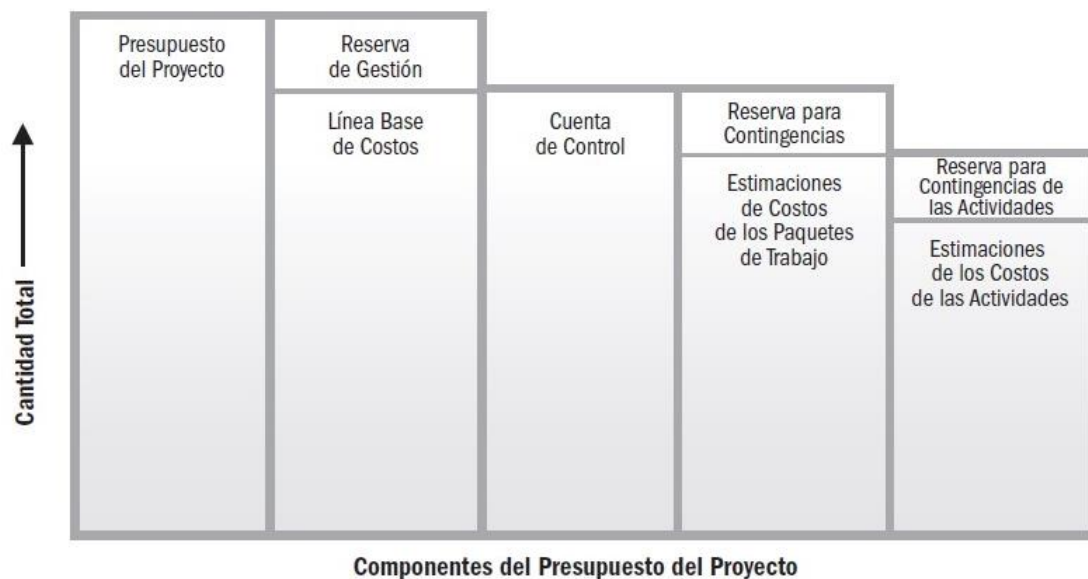 Presupuesto
del Proyecto
Reserva
de Gestión
Línea Base
de Costos
Cuenta
de Control
Reserva para
Contingencias
Estimaciones
de Costos
de los Paquetes
de Trabajo
Reserva para
Contingencias de
las Actividades
Estimaciones
de los Costos
de las Actividades
Cantidad Total
Componentes del Presupuesto del Proyecto